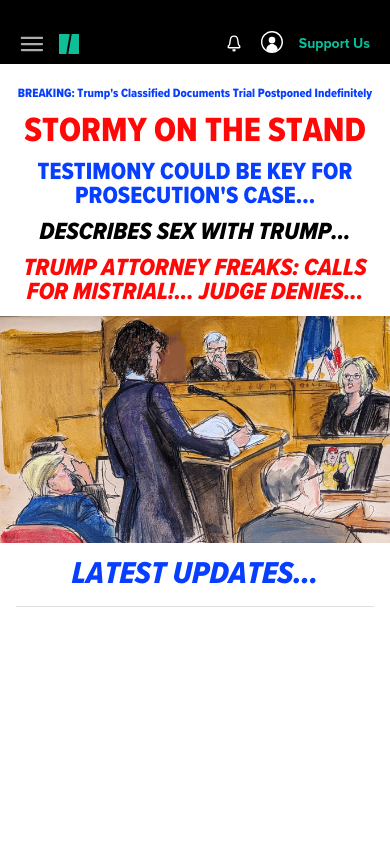 Support Us
BREAKING: Trump's Classified Documents Trial Postponed Indefinitely
STORMY ON THE STAND
TESTIMONY COULD BE KEY FOR
PROSECUTION'S CASE...
DESCRIBES SEX WITH TRUMP...
TRUMP ATTORNEY FREAKS: CALLS
FOR MISTRIAL!... JUDGE DENIES...
LATEST UPDATES...